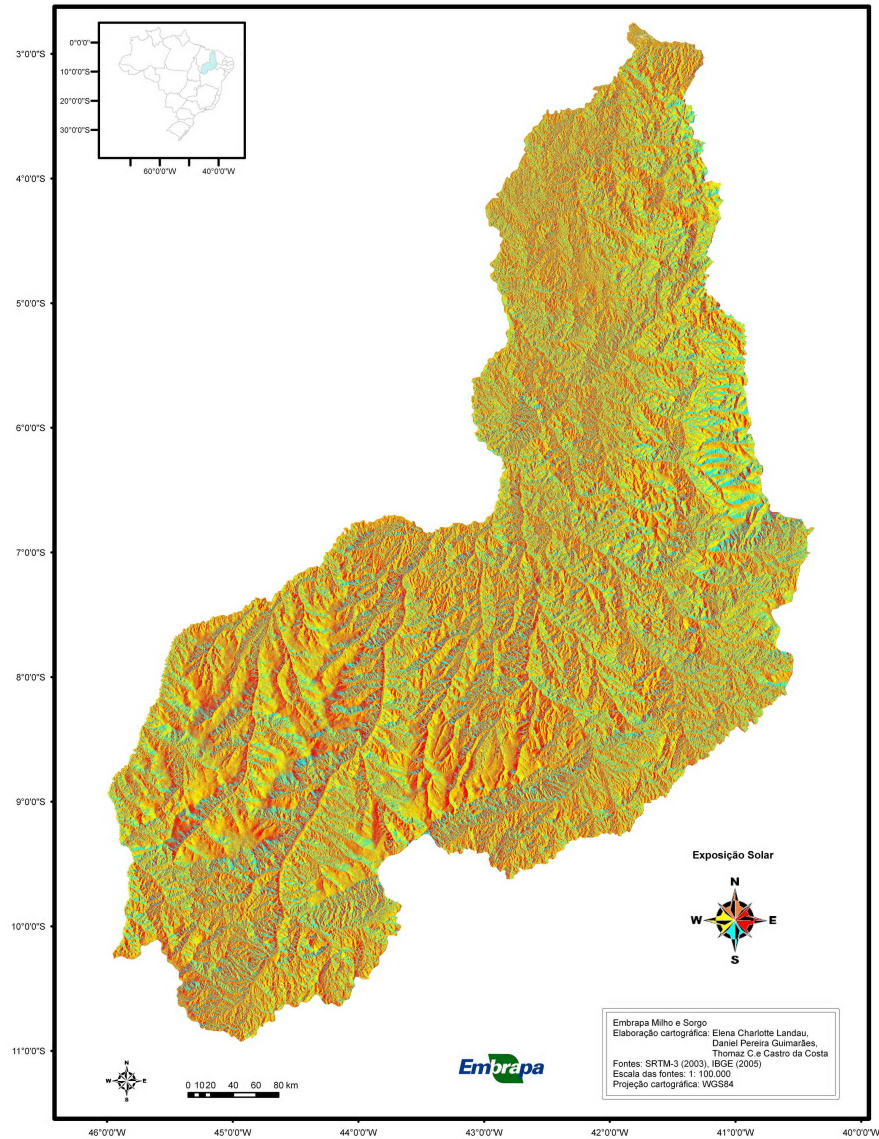 0°0'0"
10°0'0"S
20°0'0"S
30°0'0"S
60°0'0"W
40°0'0"W
3°0'0"S
4°0'0"S
5°0'0"S
6°0'0"S
7°0'0"S
8°0'0"S
9°0'0"S
10°0'0"S
11°0'0"S
Exposição Solar
N
W E
S
Embrapa Milho e Sorgo
Elaboração cartográfica: Elena Charlotte Landau,
Daniel Pereira Guimarães,
Thomaz C.e Castro da Costa
Fontes: SRTM-3 (2003), IBGE (2005)
Escala das fontes: 1: 100.000
Projeção cartográfica: WGS84
N
W E
S
0 10 20 40 60 80 km
Embrapa
46°0'0"W 45°0'0"W 44°0'0"W 43°0'0"W 42°0'0"W 41°0'0"W 40°0'0"W